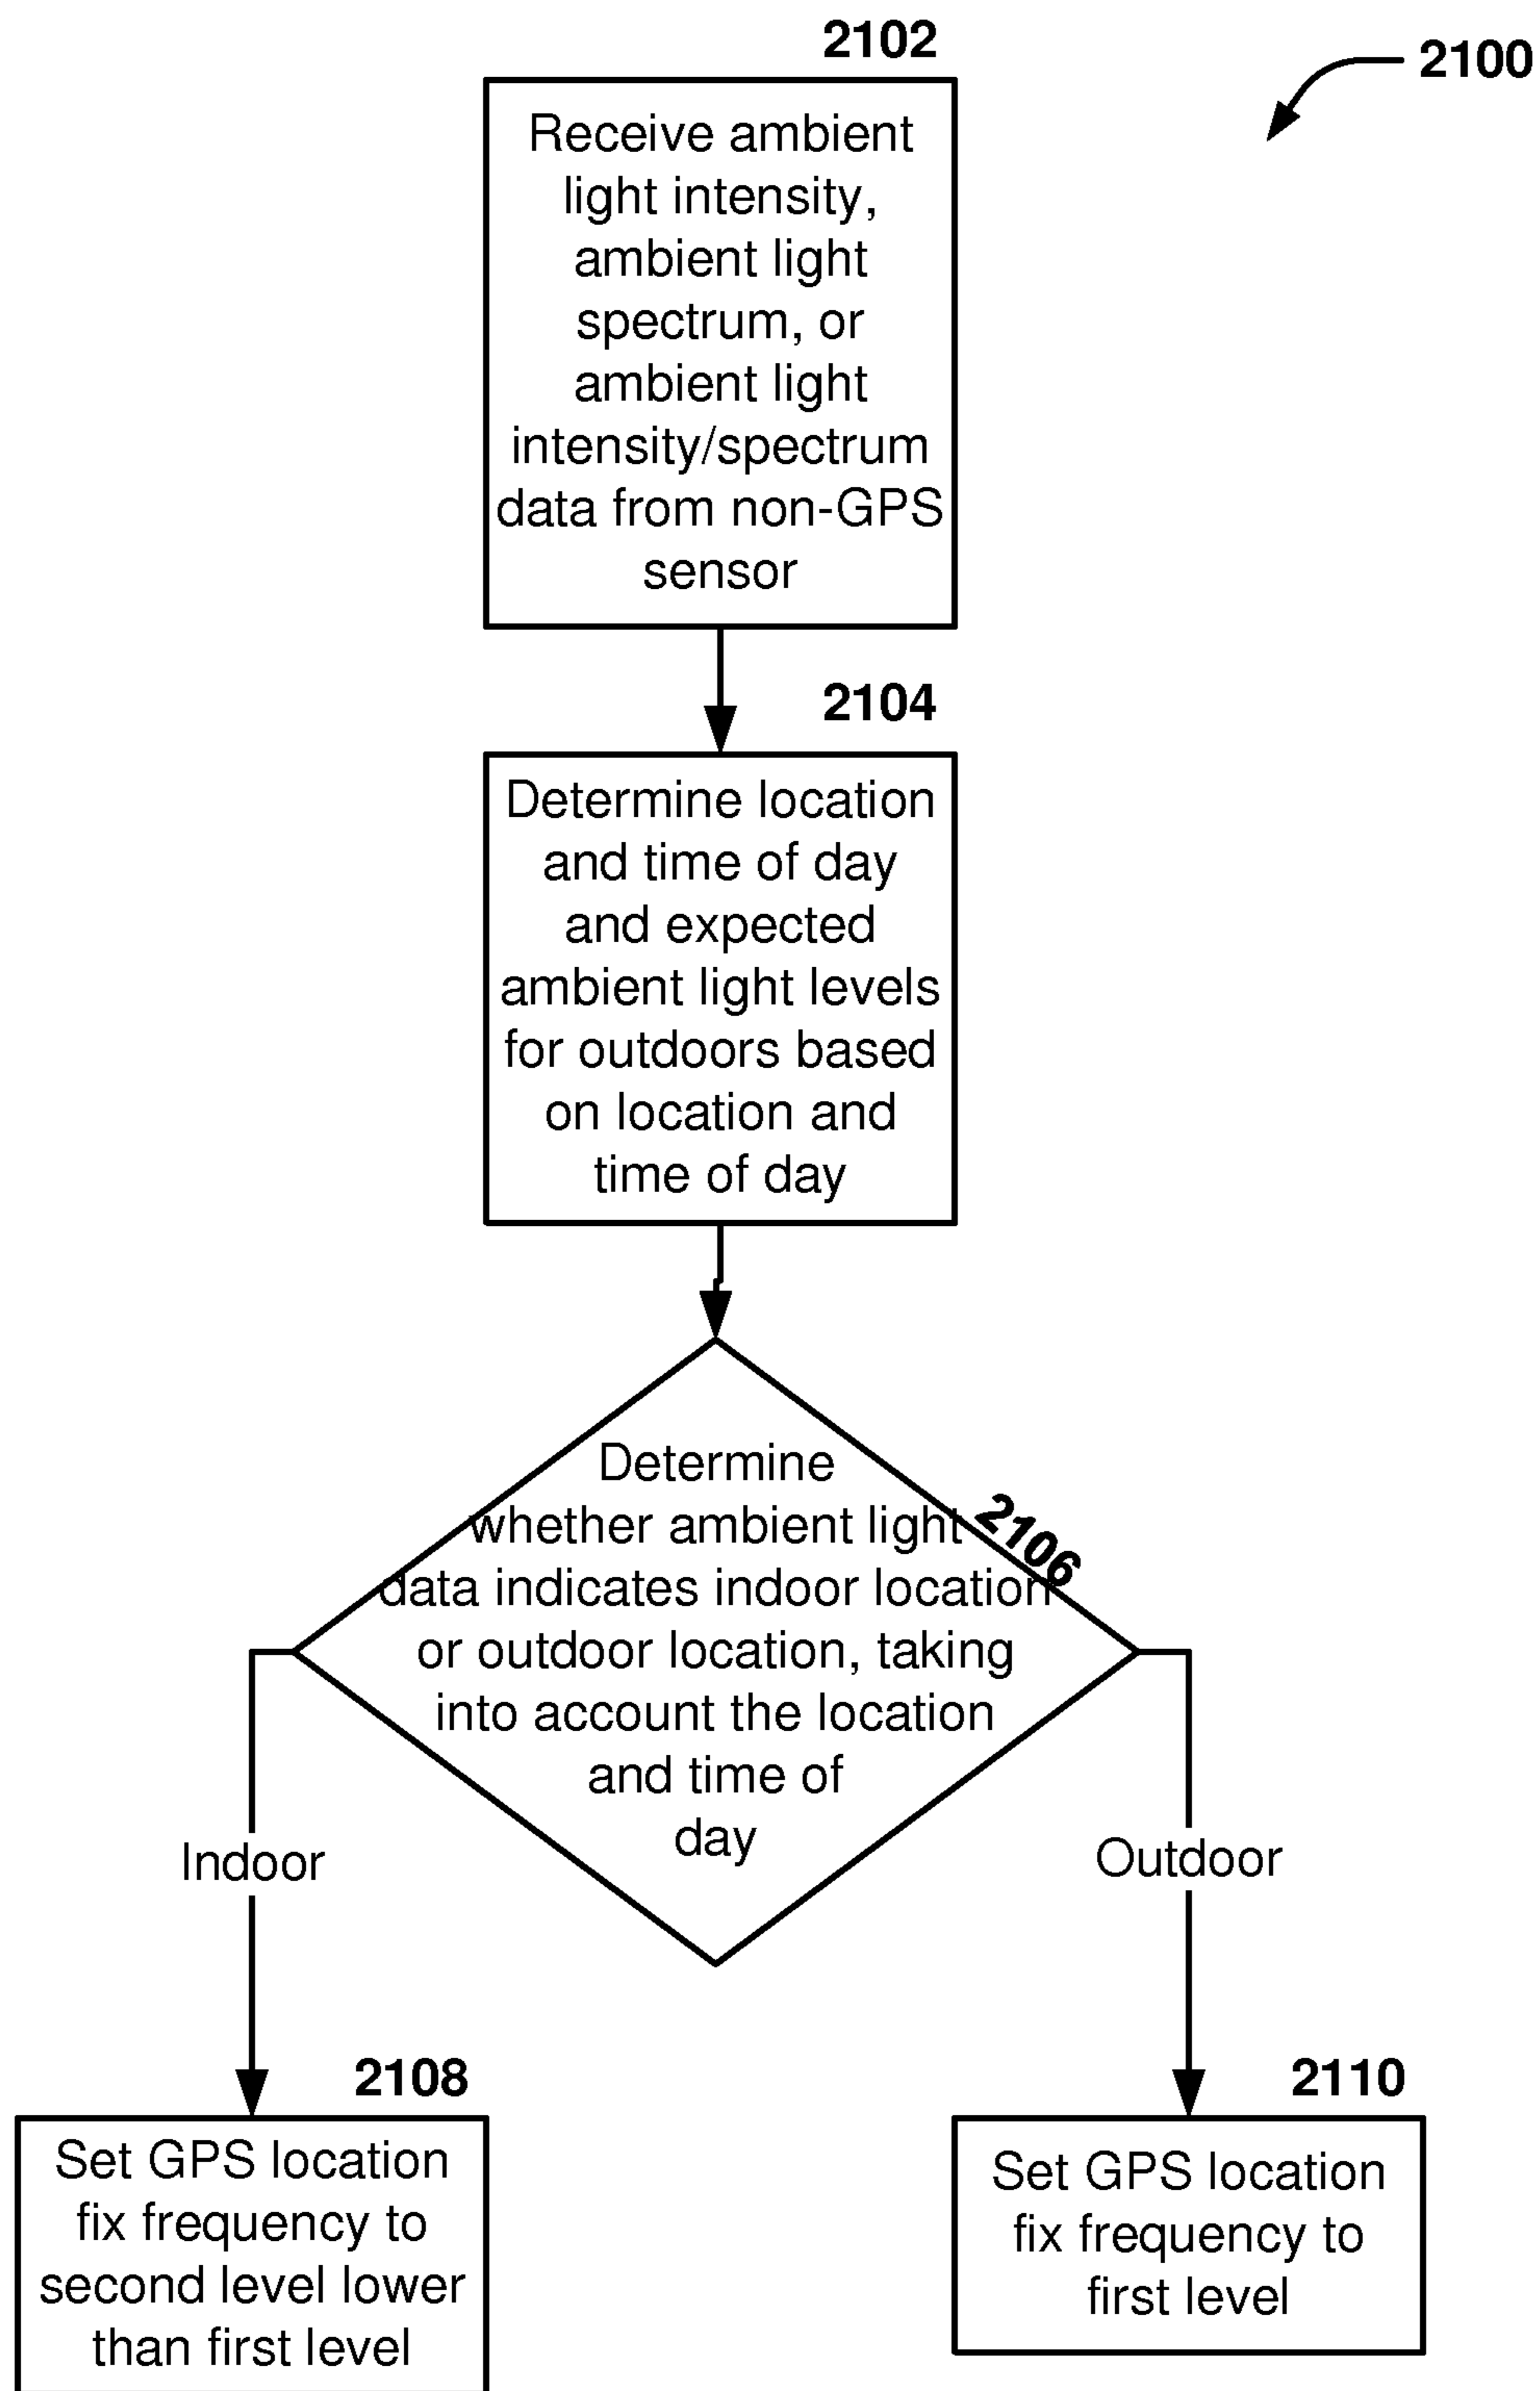 2102
2100
Receive ambient
light intensity,
ambient light
spectrum, or
ambient light
intensity/spectrum
data from non-GPS
sensor
2104
Determine location
and time of day
and expected
ambient light levels
for outdoors based
on location and
time of day
2106
Determine
whether ambient light
data indicates indoor location
or outdoor location, taking
into account the location
and time of
day
Indoor
Outdoor
2108
Set GPS location
fix frequency to
second level lower
than first level
2110
Set GPS location
fix frequency to
first level